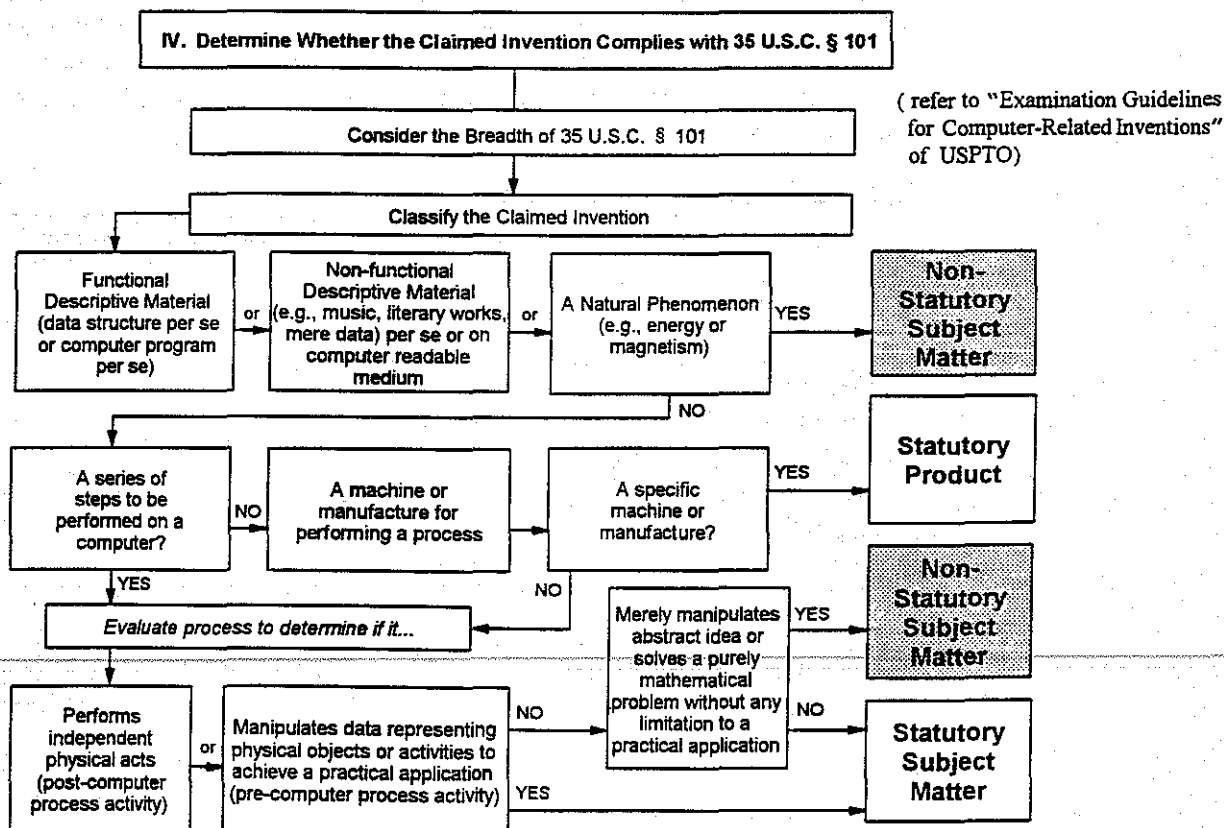 IV. Determine Whether the Claimed Invention Complies with 35 U.S.C. § 101
( refer to "Examination Guidelines
for Computer-Related Inventions"
of USPTO)
Consider the Breadth of 35 U.S.C. § 101
Classify the Claimed Invention
Functional
Descriptive Material
(data structure per se
or computer program
per se)
or
Non-functional
Descriptive Material
(e.g., music, literary works,
mere data) per se or on
computer readable
medium
or
A Natural Phenomenon
(e.g., energy or
magnetism)
YES
Non-
Statutory
Subject
Matter
NO
A series of
steps to be
performed on a
computer?
NO
A machine or
manufacture for
performing a process
A specific
machine or
manufacture?
YES
Statutory
Product
YES
NO
Evaluate process to determine if it...
Merely manipulates
abstract idea or
solves a purely
mathematical
problem without any
limitation to a
practical application
YES
Non-
Statutory
Subject
Matter
Performs
independent
physical acts
(post-computer
process activity)
or
Manipulates data representing
physical objects or activities to
achieve a practical application
(pre-computer process activity)
NO
NO
YES
Statutory
Subject
Matter